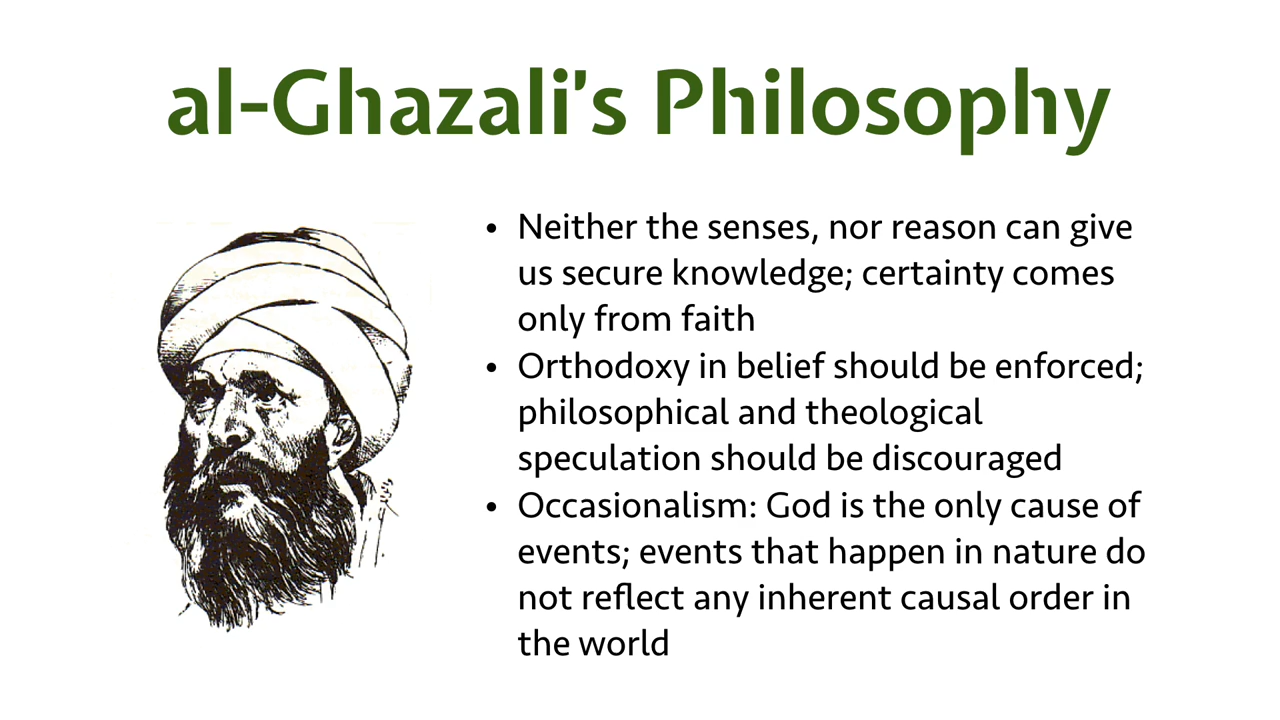 al-Ghazali's Philosophy
• Neither the senses, nor reason can give
us secure knowledge; certainty comes
only from faith
• Orthodoxy in belief should be enforced;
philosophical and theological
speculation should be discouraged
• Occasionalism: God is the only cause of
events; events that happen in nature do
not reflect any inherent causal order in
the world